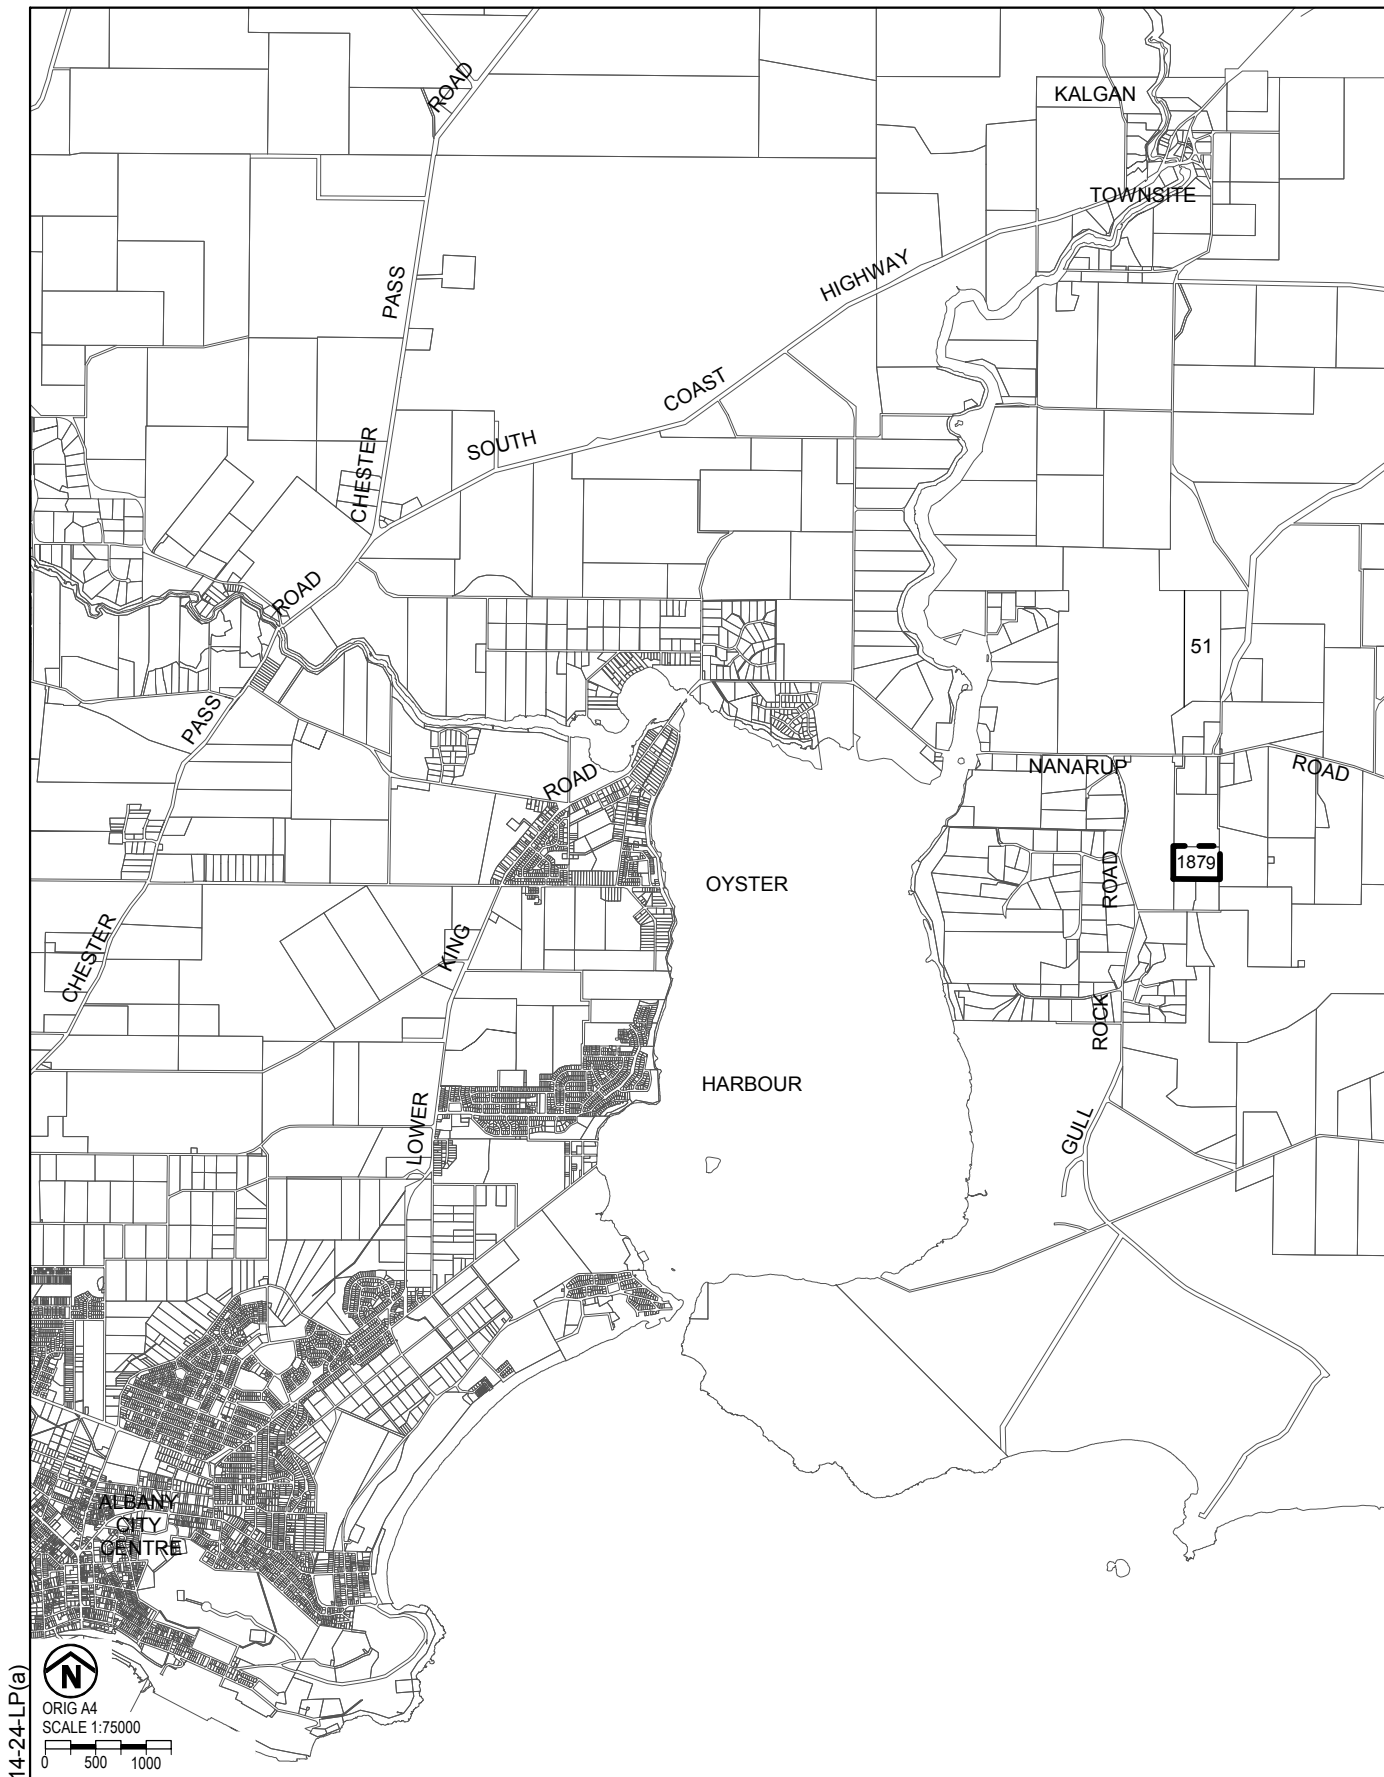 ROAD
KALGAN
TOWNSITE
HIGHWAY
PASS
COAST
SOUTH
CHESTER
ROAD
51
PASS
NANARUP
ROAD
ROAD
1879
ROAD
OYSTER
KING
CHESTER
ROCK
HARBOUR
LOWER
GULL
ALBANY
CITY
CENTRE
N
ORIG A4
SCALE 1:75000
0 500 1000
14-24-LP(a)